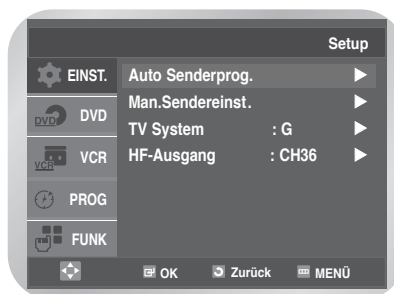 Setup
EINST.
Auto Senderprog.
Man.Sendereinst.
DVD DVD
TV System : G
VCR VCR
HF-Ausgang : CH36
PROG
FUNK
OK Zurück MENÜ